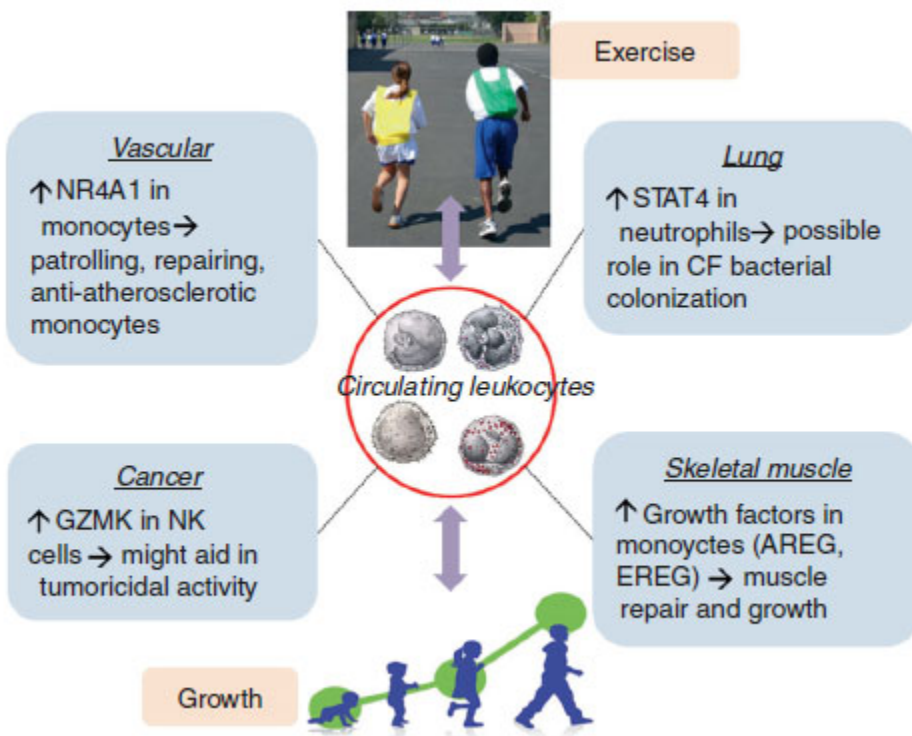 Exercise
Vascular
↑ NR4A1 in
monocytes →
patrolling, repairing,
anti-atherosclerotic
monocytes
Lung
↑ STAT4 in
neutrophils → possible
role in CF bacterial
colonization
Circulating leukocytes
Cancer
↑ GZMK in NK
cells → might aid in
tumoricidal activity
Skeletal muscle
↑ Growth factors in
monoyctes (AREG,
EREG) → muscle
repair and growth
Growth